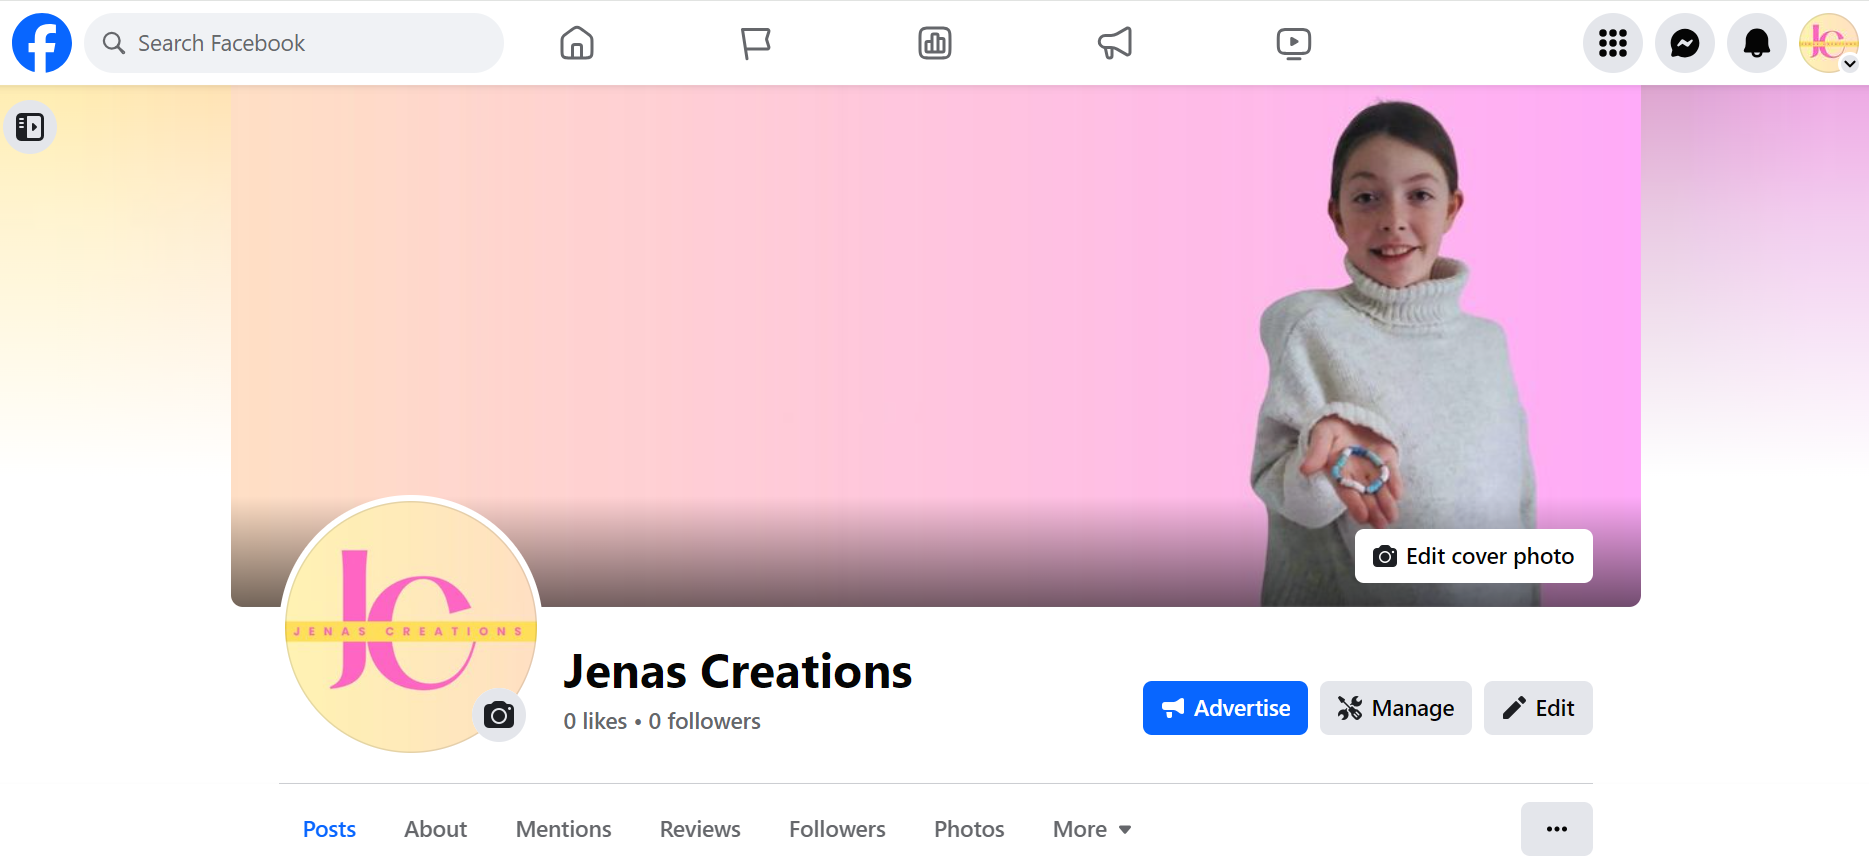 Search Facebook
Edit cover photo
JC
JENAS CREATIONS
Jenas Creations
0 likes • 0 followers
Advertise
Manage
Edit
Posts
About
Mentions
Reviews
Followers
Photos
More